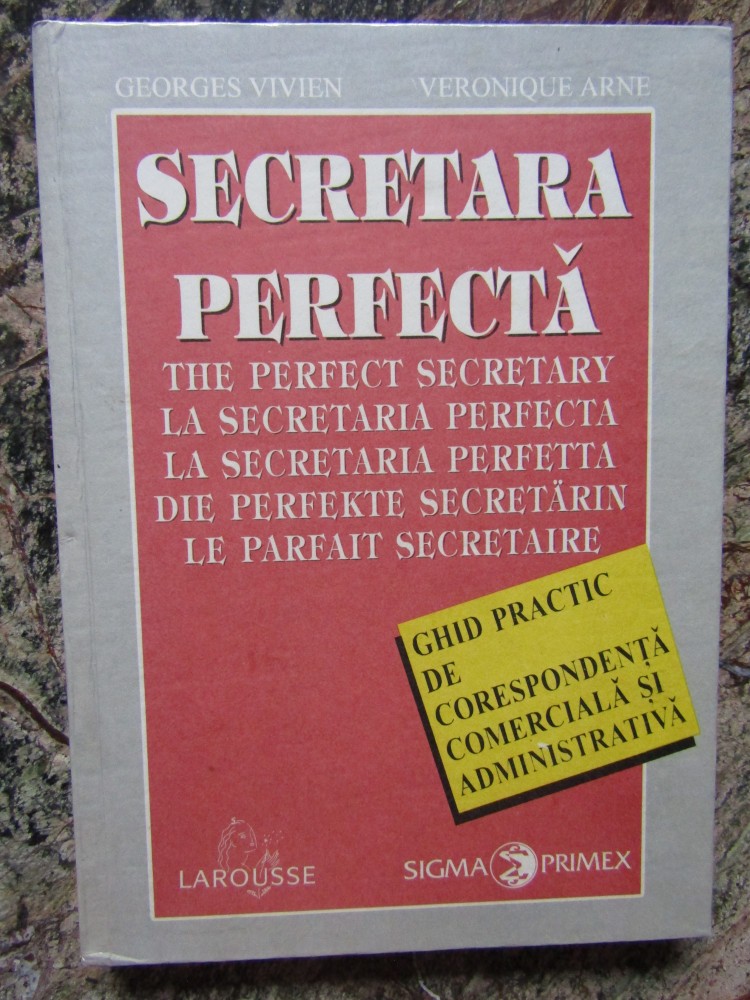 GEORGES VIVIEN VERONIQUE ARNE
SECRETARA
PERFECTĂ
THE PERFECT SECRETARY
LA SECRETARIA PERFECTA
LA SECRETARIA PERFETTA
DIE PERFEKTE SECRETÄRIN
LE PARFAIT SECRETAIRE
GHID PRACTIC
DE
CORESPONDENȚĂ
COMERCIALĂ ȘI
ADMINISTRATIVĂ
LAROUSSE
SIGMA PRIMEX